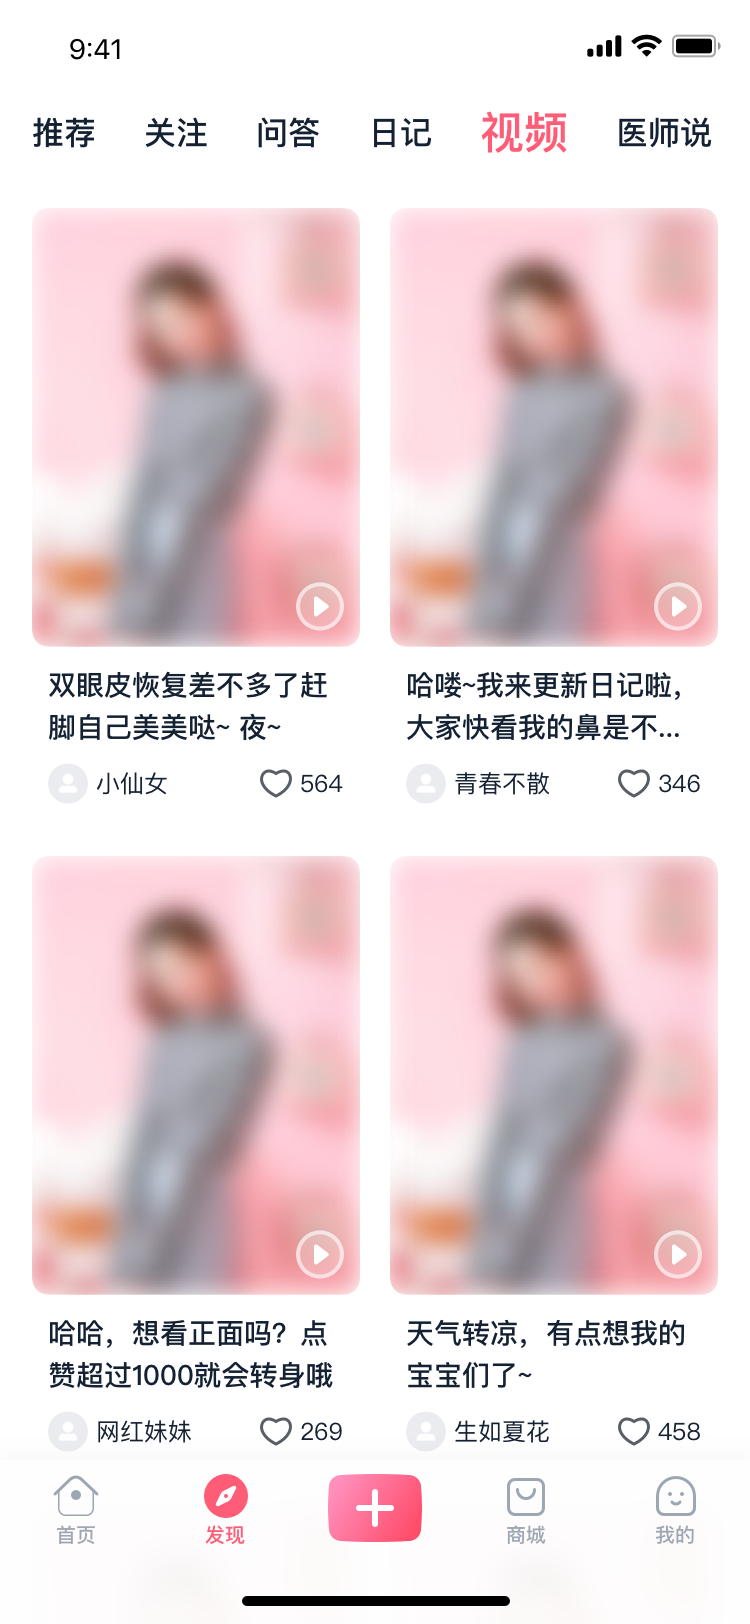 9:41
推荐 关注 问答 日记 视频 医师说
双眼皮恢复差不多了赶
脚自己美美哒~ 夜~
小仙女 564
哈喽~我来更新日记啦，
大家快看我的鼻是不...
青春不散 346
哈哈，想看正面吗？点
赞超过1000就会转身哦
网红妹妹 269
天气转凉，有点想我的
宝宝们了~
生如夏花 458
首页 发现 商城 我的